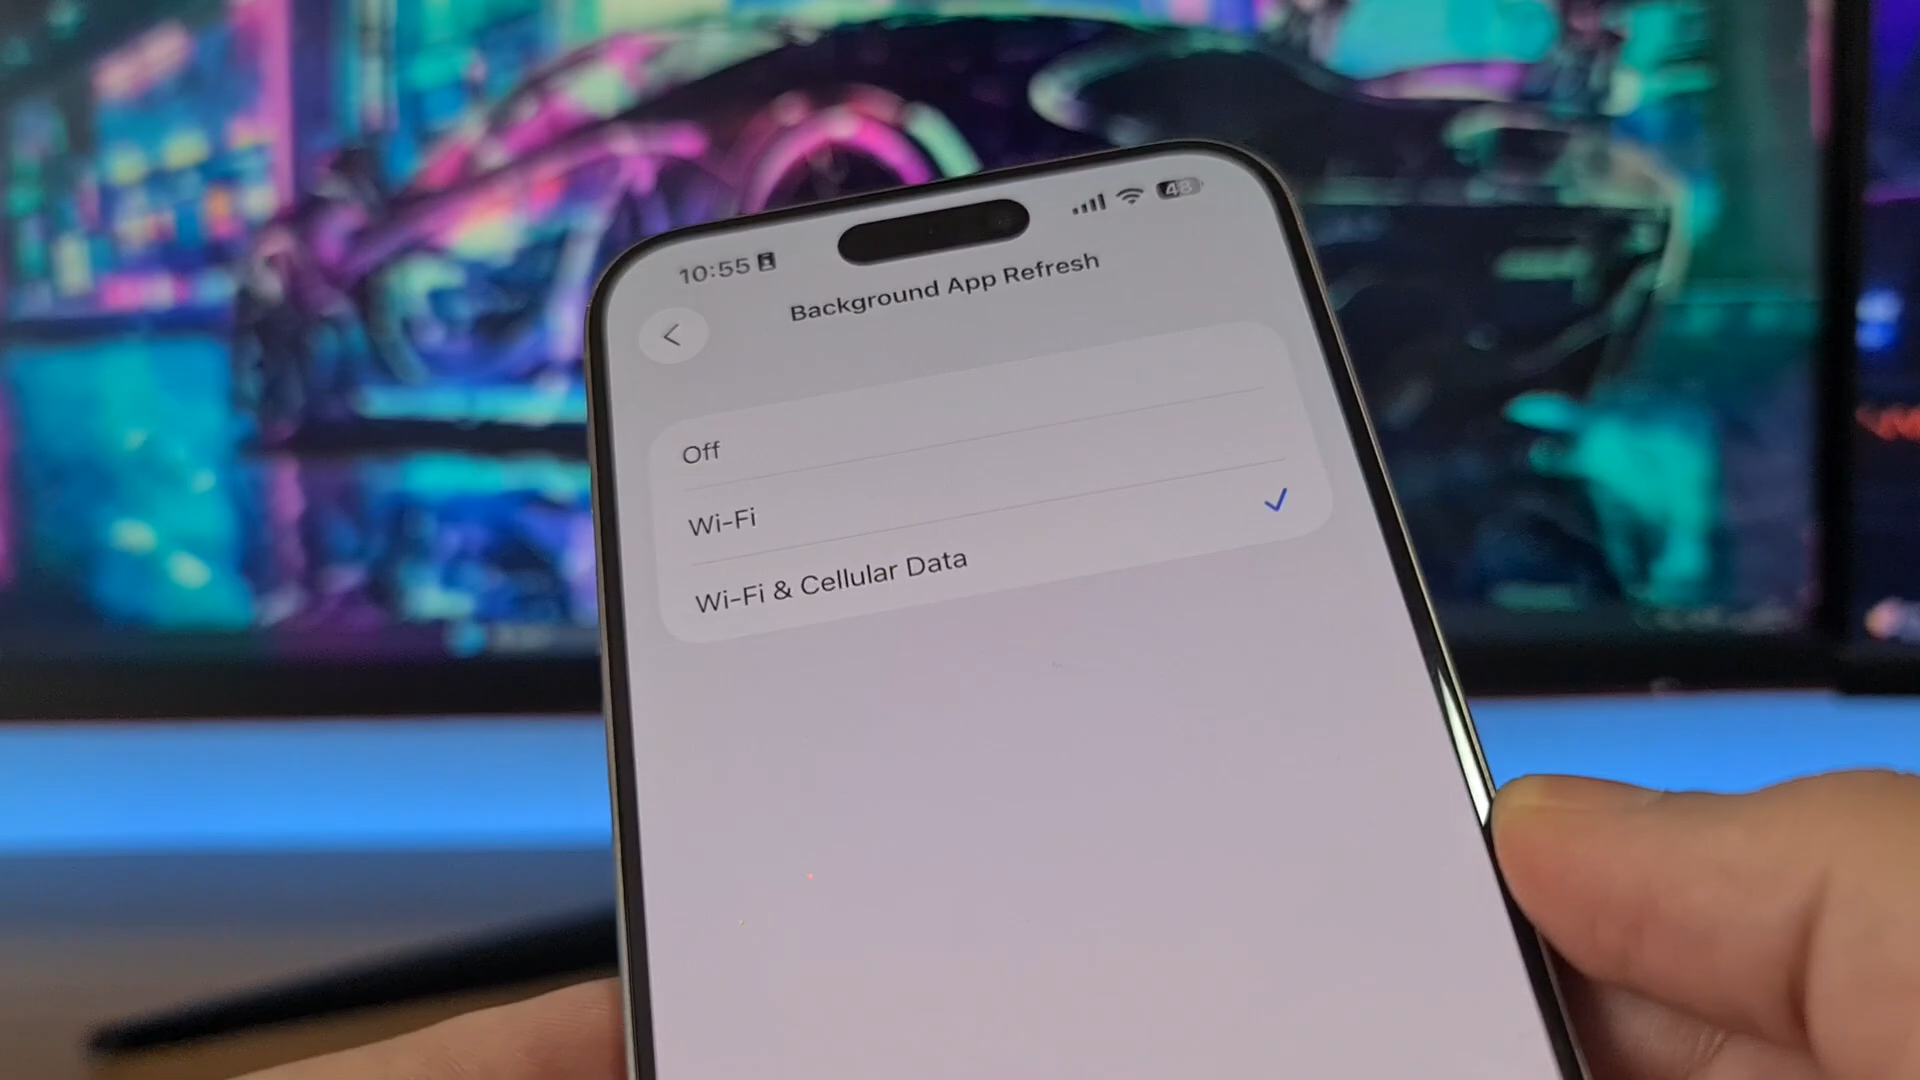 10:55
48
Background App Refresh
Off
Wi-Fi
Wi-Fi & Cellular Data